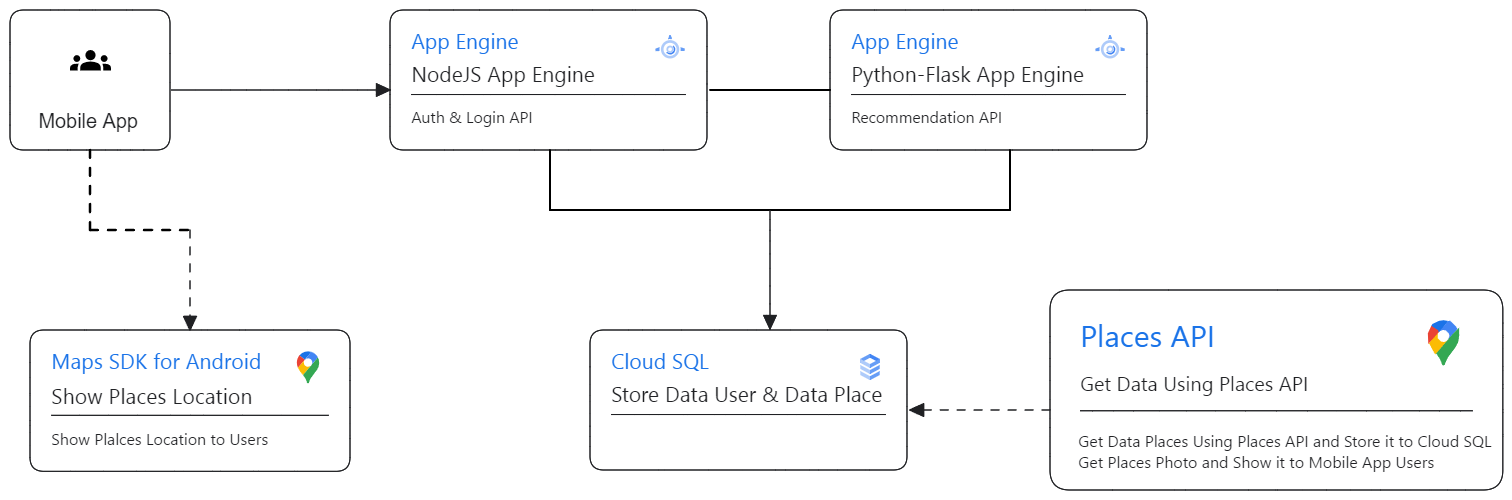 Mobile App
App Engine
NodeJS App Engine
Auth & Login API
App Engine
Python-Flask App Engine
Recommendation API
Maps SDK for Android
Show Places Location
Show Plalces Location to Users
Cloud SQL
Store Data User & Data Place
Places API
Get Data Using Places API
Get Data Places Using Places API and Store it to Cloud SQL
Get Places Photo and Show it to Mobile App Users